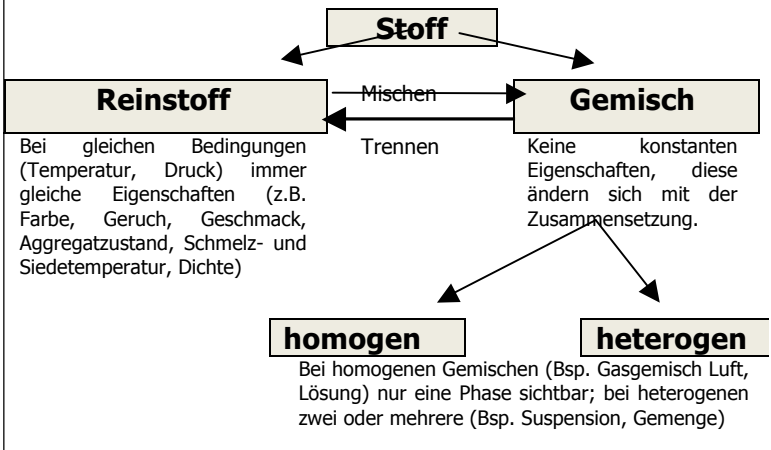 Stoff
Reinstoff
Mischen
Gemisch
Trennen
Bei gleichen Bedingungen
(Temperatur, Druck) immer
gleiche Eigenschaften (z.B.
Farbe, Geruch, Geschmack,
Aggregatzustand, Schmelz- und
Siedetemperatur, Dichte)
Keine konstanten
Eigenschaften, diese
ändern sich mit der
Zusammensetzung.
homogen
heterogen
Bei homogenen Gemischen (Bsp. Gasgemisch Luft,
Lösung) nur eine Phase sichtbar; bei heterogenen
zwei oder mehrere (Bsp. Suspension, Gemenge)